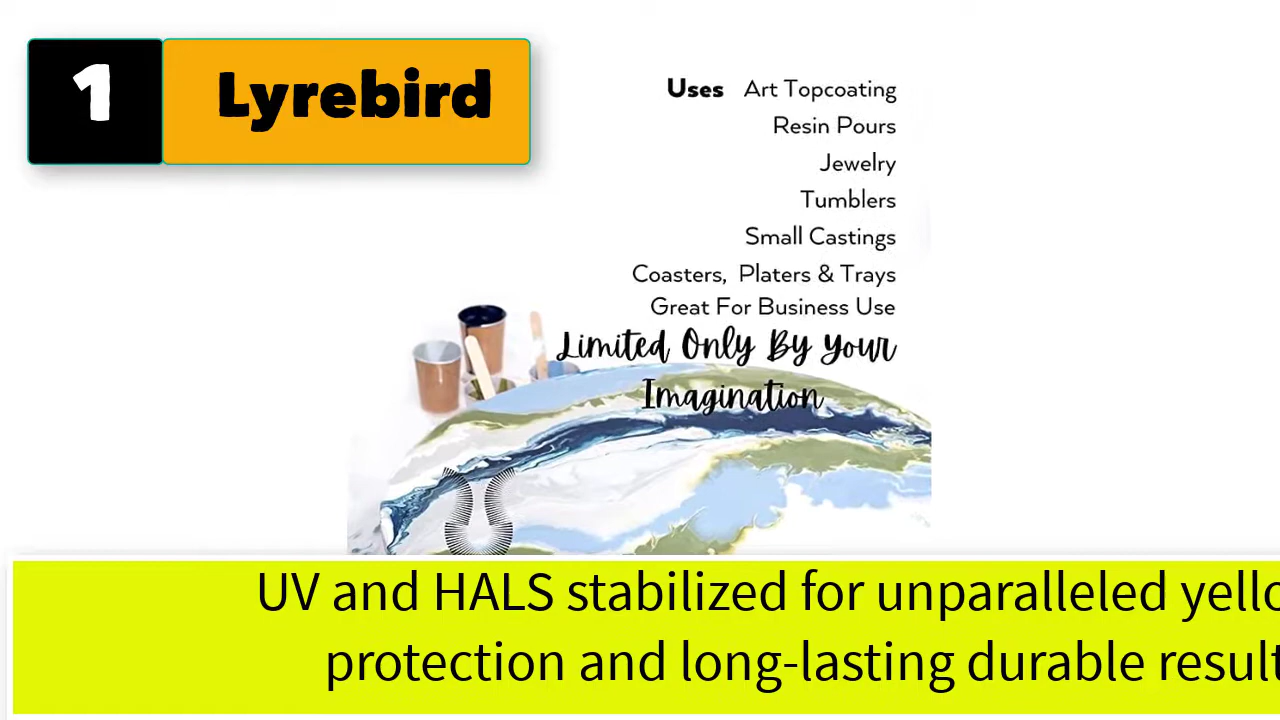 1 Lyrebird
Uses Art Topcoating
Resin Pours
Jewelry
Tumblers
Small Castings
Coasters, Platers & Trays
Great For Business Use
Limited Only By Your
Imagination
UV and HALS stabilized for unparalleled yello
protection and long-lasting durable result